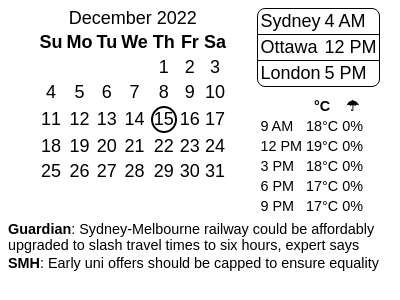 December 2022
Su Mo Tu We Th Fr Sa
1 2 3
4 5 6 7 8 9 10
11 12 13 14 15 16 17
18 19 20 21 22 23 24
25 26 27 28 29 30 31
Sydney 4 AM
Ottawa 12 PM
London 5 PM
°C ☂
9 AM 18°C 0%
12 PM 19°C 0%
3 PM 18°C 0%
6 PM 17°C 0%
9 PM 17°C 0%
Guardian: Sydney-Melbourne railway could be affordably
upgraded to slash travel times to six hours, expert says
SMH: Early uni offers should be capped to ensure equality